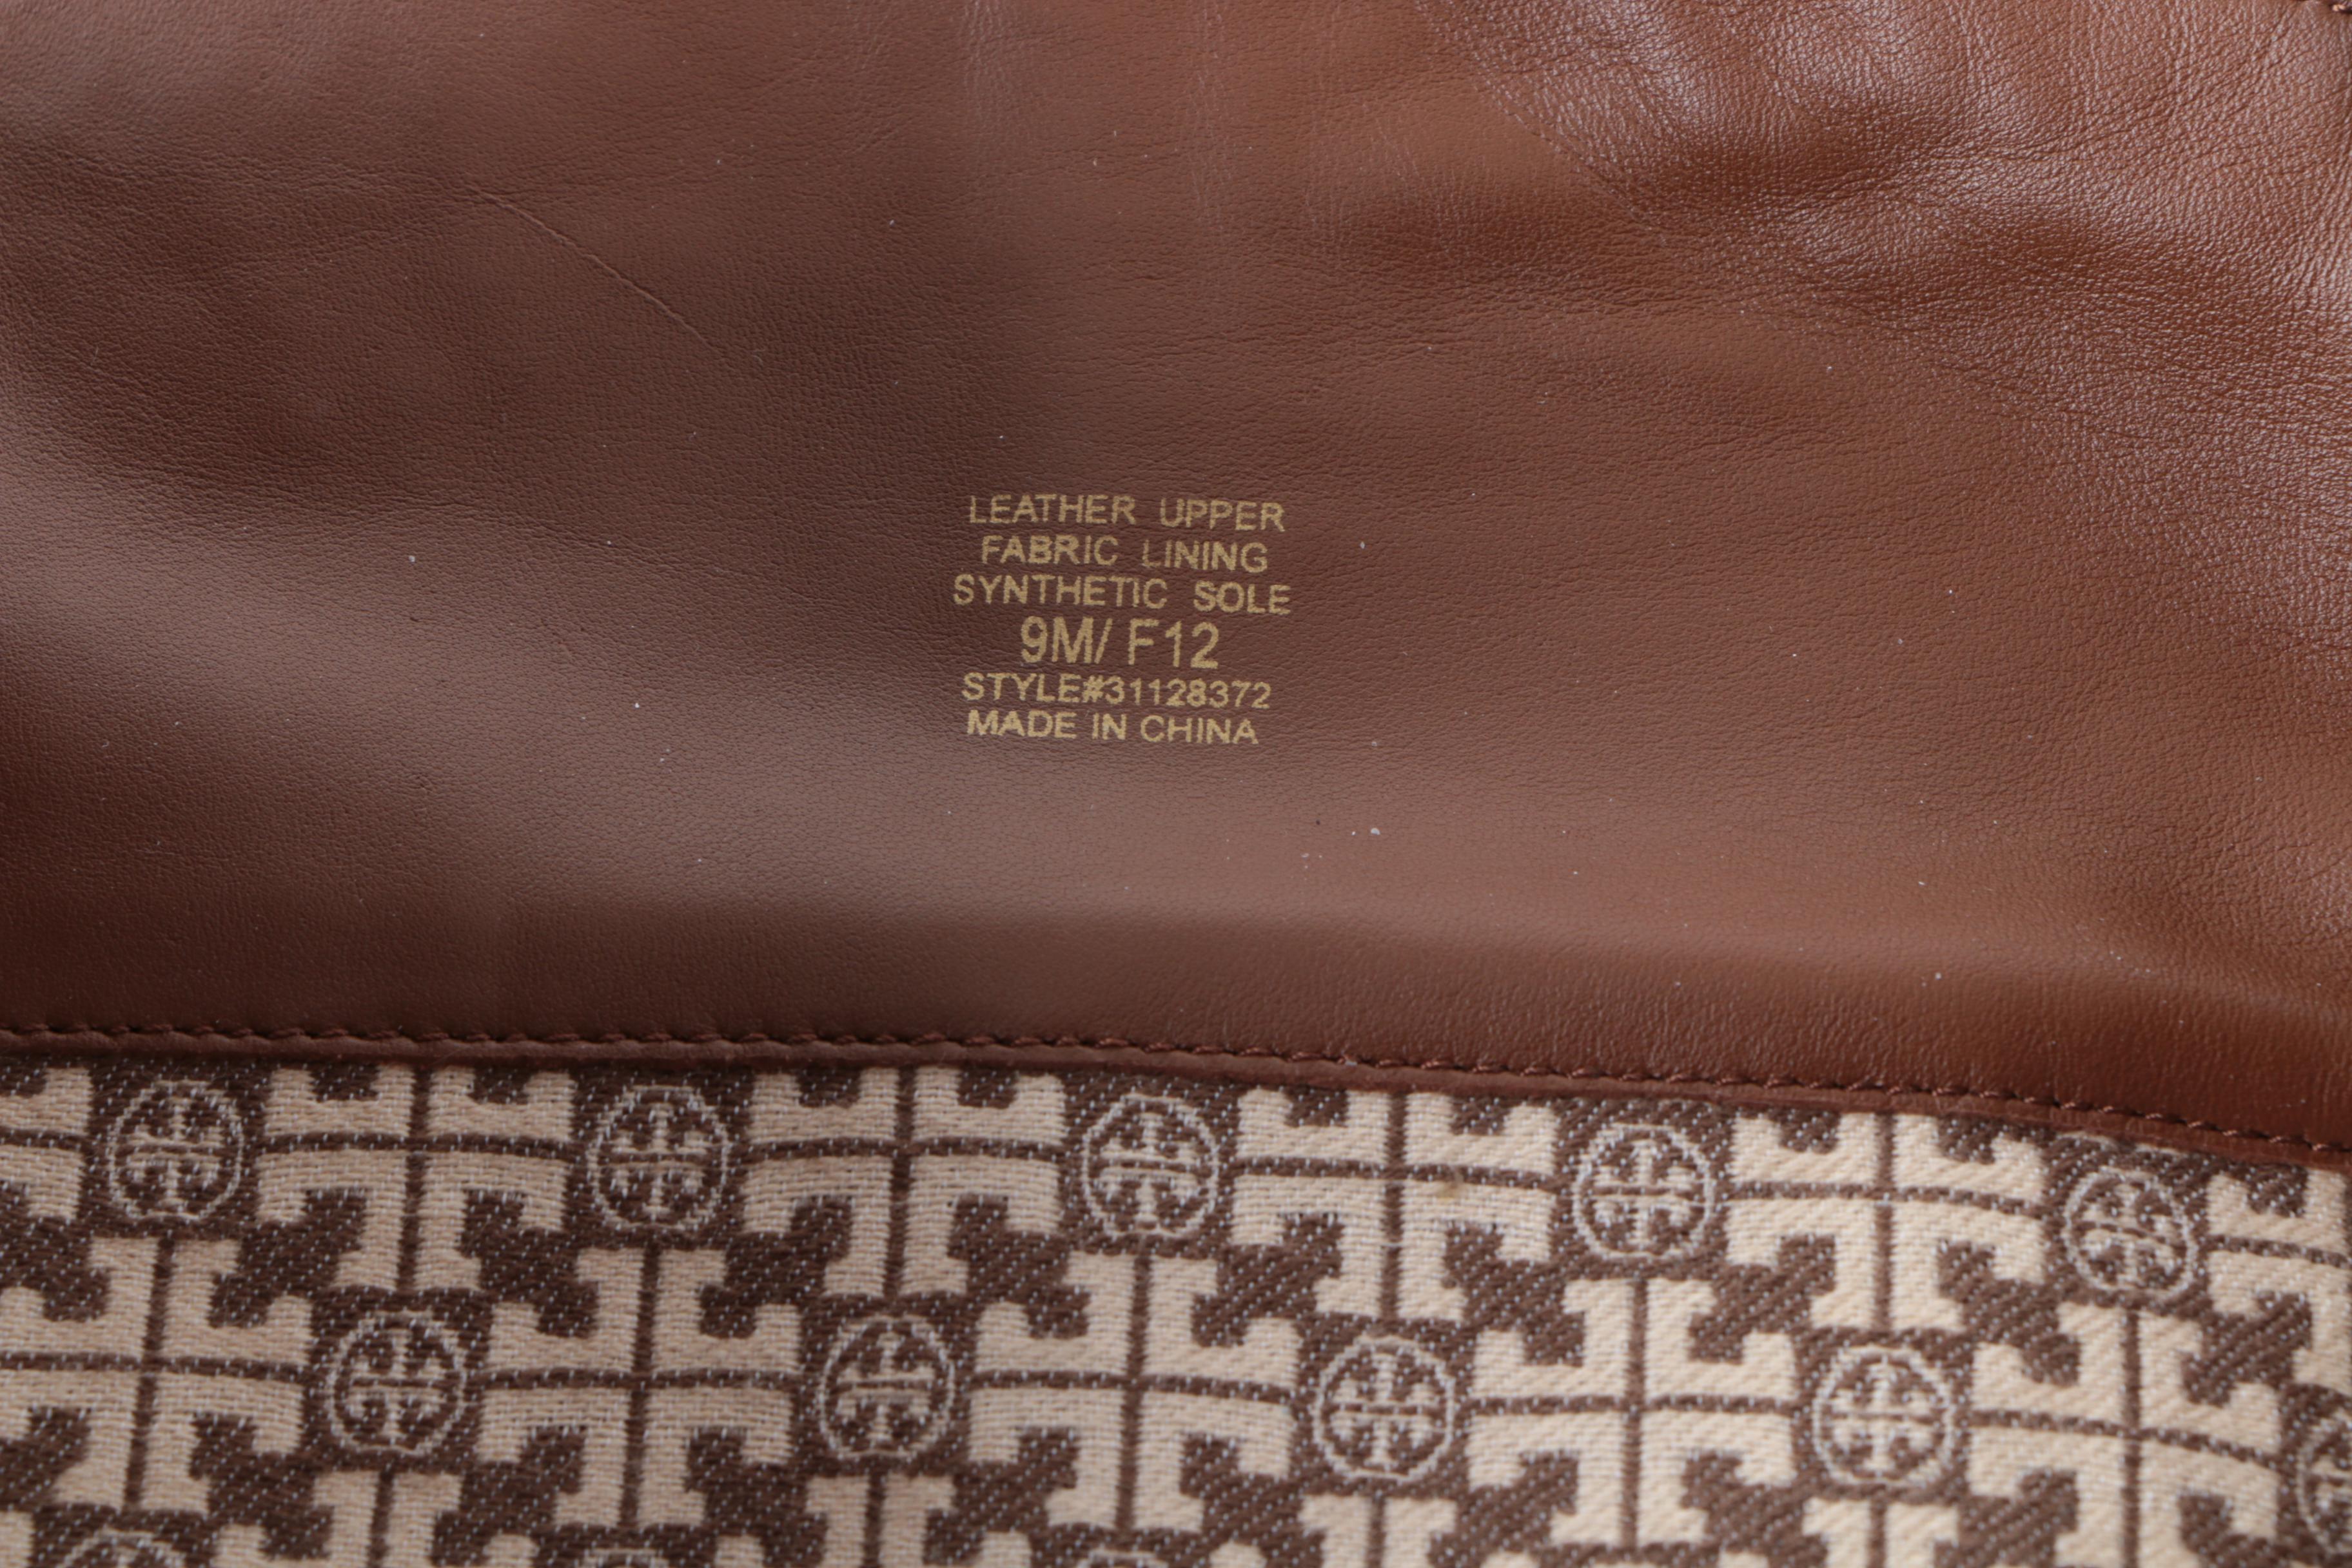 LEATHER UPPER
FABRIC LINING
SYNTHETIC SOLE
9M/ F12
STYLE#31128372
MADE IN CHINA